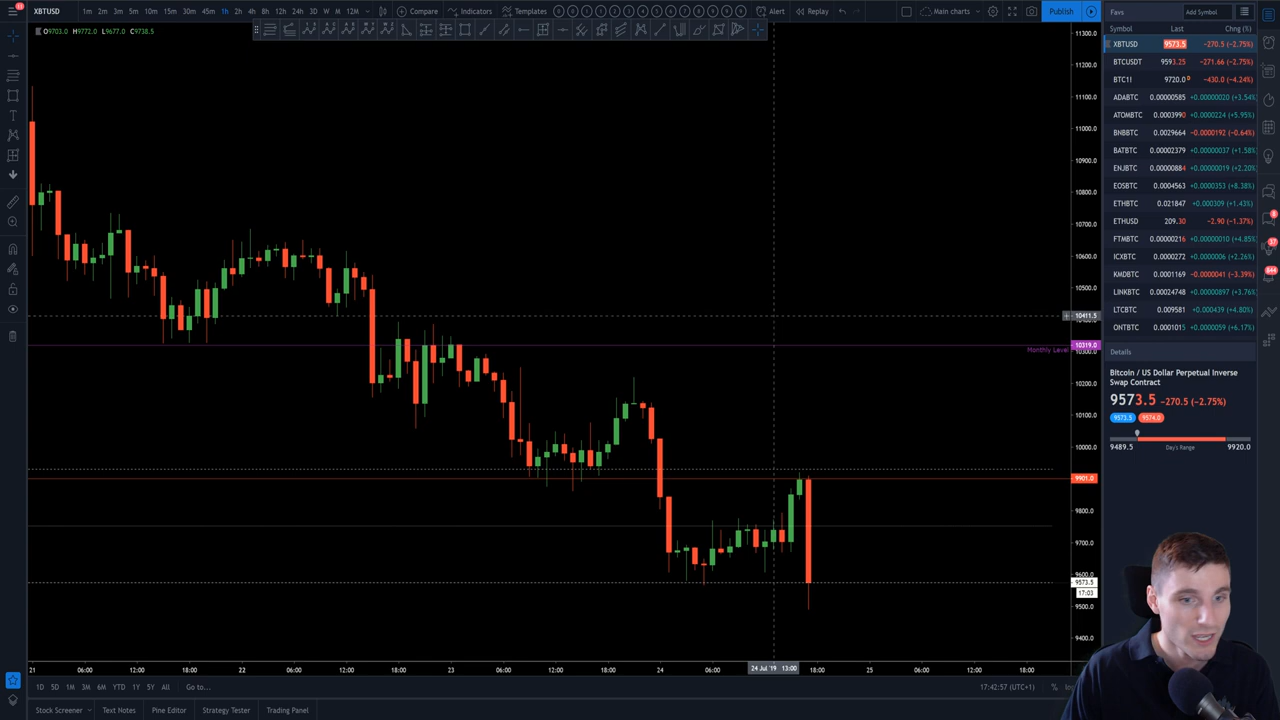 XBTUSD 1m 2m 3m 5m 10m 15m 30m 45m 1h 2h 4h 8h 12h 24h 3D W M 12M Compare Indicators Templates Alert Replay Main charts Publish
O9703.0 H9772.0 L9677.0 C9738.5
11300.0
11200.0
11100.0
11000.0
10900.0
10800.0
10700.0
10600.0
10500.0
10411.5
10319.0
Monthly Level
10300.0
10200.0
10100.0
10000.0
9901.0
9800.0
9700.0
9600.0
9573.5
17:03
9500.0
9400.0
21 06:00 12:00 18:00 22 06:00 12:00 18:00 23 06:00 12:00 18:00 24 06:00 24 Jul '19 13:00 18:00 25 06:00 12:00 18:00
1D 5D 1M 3M 6M YTD 1Y 5Y All Go to... 17:42:57 (UTC+1) %
Stock Screener Text Notes Pine Editor Strategy Tester Trading Panel
Favs Add Symbol
Symbol Last Chng (%)
XBTUSD 9573.5 -270.5 (-2.75%)
BTCUSDT 9593.25 -271.66 (-2.75%)
BTC1! 9720.0 -430.0 (-4.24%)
ADABTC 0.00000585 +0.00000020 (+3.54%
ATOMBTC 0.0003990 +0.0000224 (+5.95%)
BNBBTC 0.0029664 -0.0000192 (-0.64%)
BATBTC 0.00002379 +0.00000037 (+1.58%
ENJBTC 0.00000884 +0.00000019 (+2.20%
EOSBTC 0.0004563 +0.0000353 (+8.38%)
ETHBTC 0.021847 +0.000309 (+1.43%)
ETHUSD 209.30 -2.90 (-1.37%)
FTMBTC 0.00000216 +0.00000010 (+4.85%
ICXBTC 0.0000272 +0.0000006 (+2.26%)
KMDBTC 0.0001169 -0.0000041 (-3.39%)
LINKBTC 0.00024748 +0.00000897 (+3.76%
LTCBTC 0.009581 +0.000439 (+4.80%)
ONTBTC 0.0001015 +0.0000059 (+6.17%)
Details
Bitcoin / US Dollar Perpetual Inverse
Swap Contract
9573.5 -270.5 (-2.75%)
9573.5 9574.0
9489.5 Day's Range 9920.0